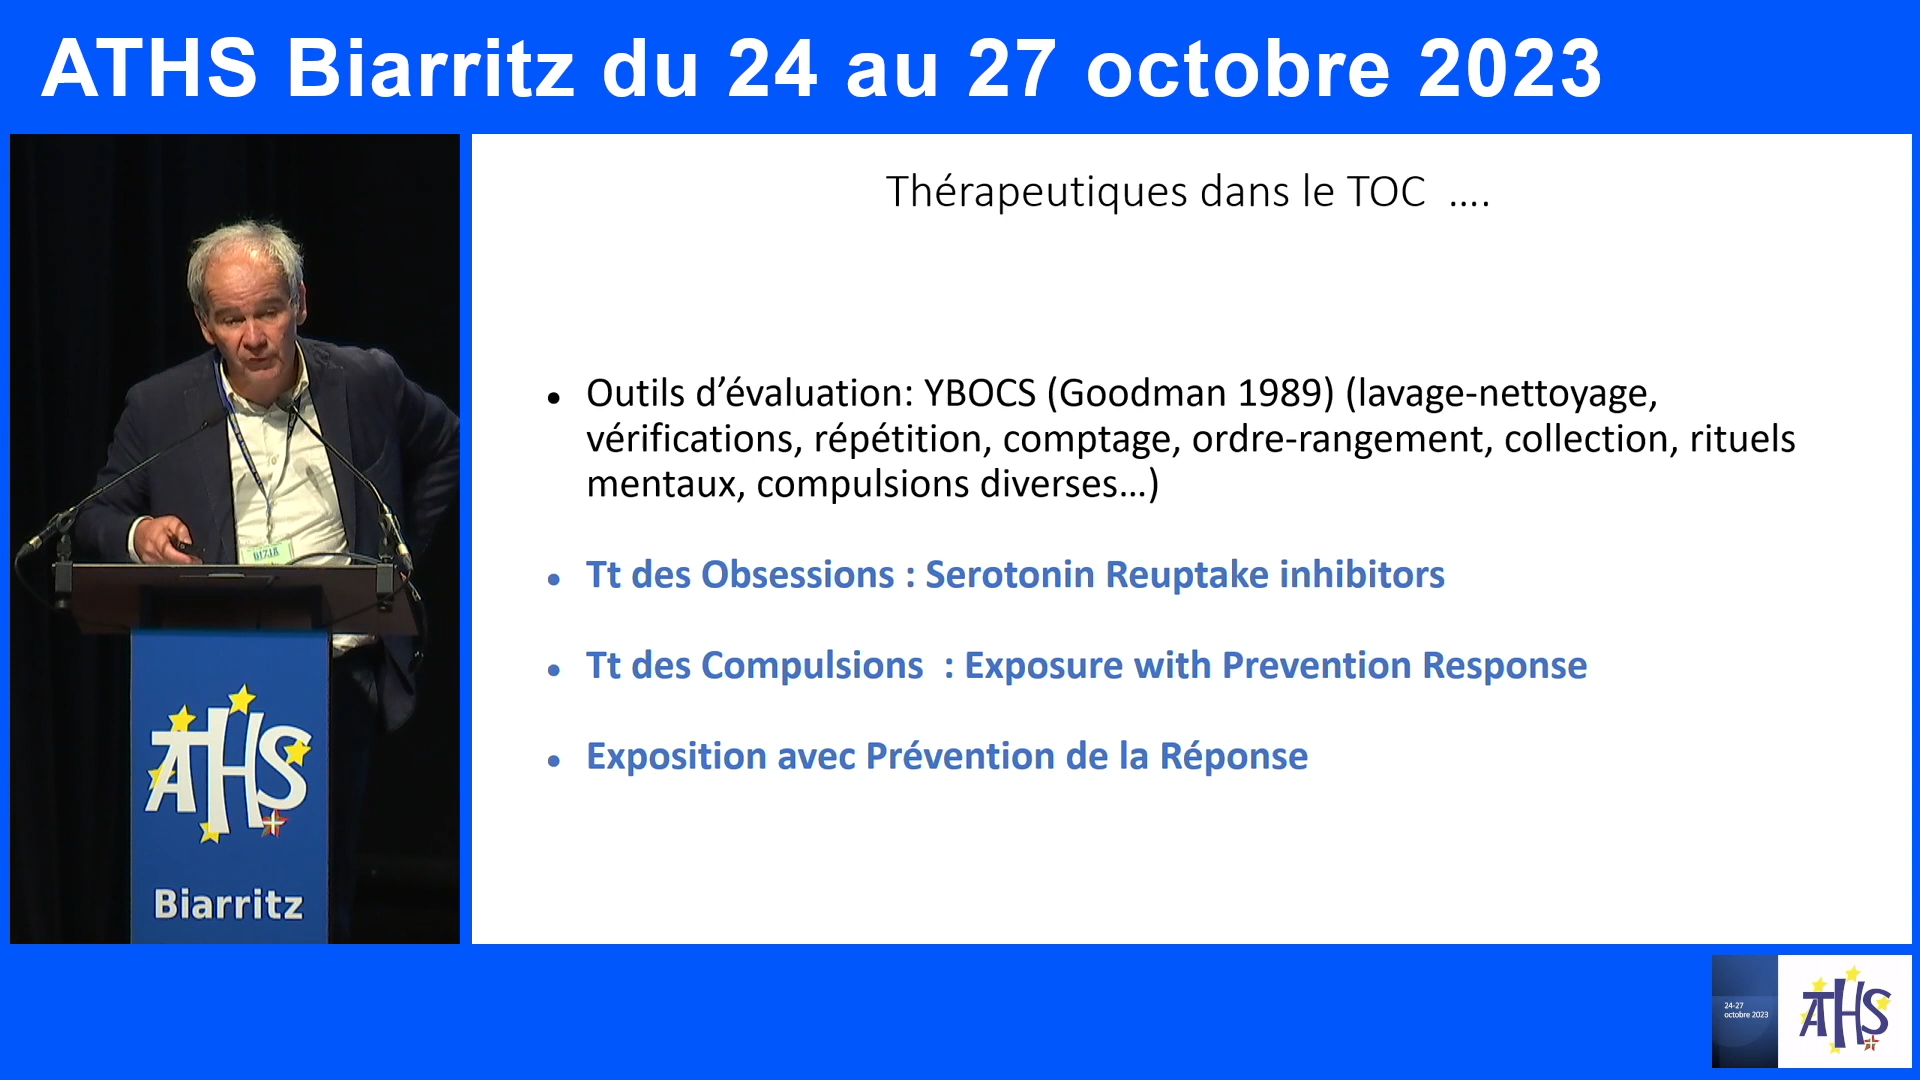 ATHS Biarritz du 24 au 27 octobre 2023
Thérapeutiques dans le TOC ....
• Outils d’évaluation: YBOCS (Goodman 1989) (lavage-nettoyage,
vérifications, répétition, comptage, ordre-rangement, collection, rituels
mentaux, compulsions diverses…)
• Tt des Obsessions : Serotonin Reuptake inhibitors
• Tt des Compulsions : Exposure with Prevention Response
• Exposition avec Prévention de la Réponse
BIZIA
ATHS
Biarritz
24-27
octobre 2023
ATHS